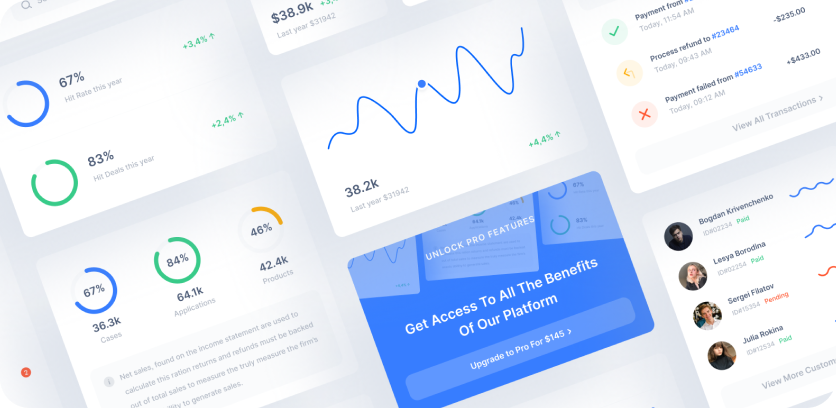 $38.9k
Last year $31942
+3,4% ↑
67%
Hit Rate this year
+2,4% ↑
83%
Hit Deals this year
67%
36.3k
Cases
84%
64.1k
Applications
46%
42.4k
Products
Net sales, found on the income statement are used to
calculate this ration returns and refunds must be backed
out of total sales to measure the truly measure the firm's
to generate sales.
38.2k
Last year $31942
+4,4% ↑
UNLOCK PRO FEATURES
Get Access To All The Benefits
Of Our Platform
Upgrade to Pro For $145 ›
Payment from
Today, 11:54 AM
Process refund to #23464
Today, 09:43 AM
-$235.00
Payment failed from #54633
Today, 09:12 AM
+$433.00
View All Transactions ›
Bogdan Krivenchenko
ID#02234 Paid
Lesya Borodina
ID#02254 Paid
Sergei Filatov
ID#15354 Pending
Julia Rokina
ID#12534 Paid
View More Custom